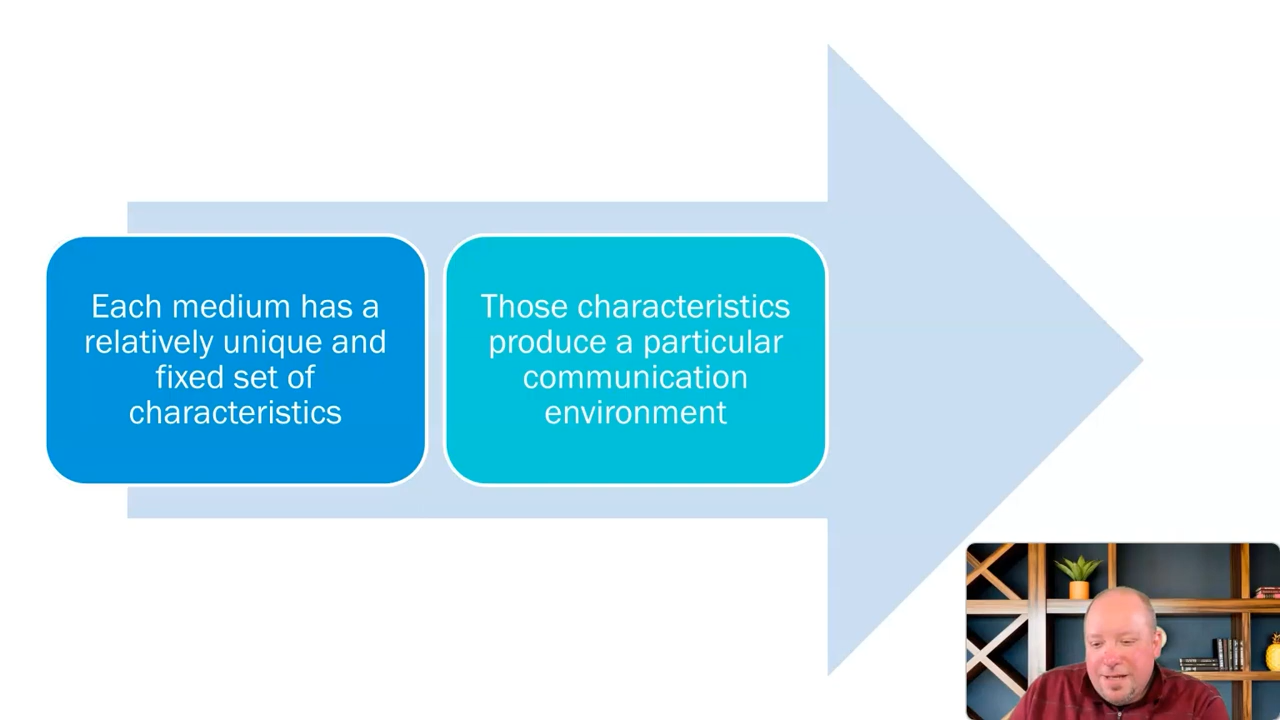 Each medium has a
relatively unique and
fixed set of
characteristics
Those characteristics
produce a particular
communication
environment